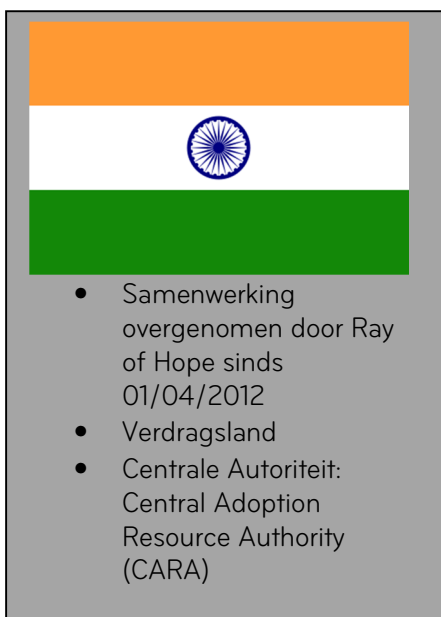 • Samenwerking
overgenomen door Ray
of Hope sinds
01/04/2012
• Verdragsland
• Centrale Autoriteit:
Central Adoption
Resource Authority
(CARA)